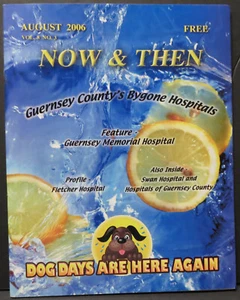 AUGUST 2006
FREE
NOW & THEN
Guernsey County's Bygone Hospitals
Feature -
Guernsey Memorial Hospital
Profile -
Fletcher Hospital
Also Inside
Swan Hospital and
Hospitals of Guernsey County
DOG DAYS ARE HERE AGAIN